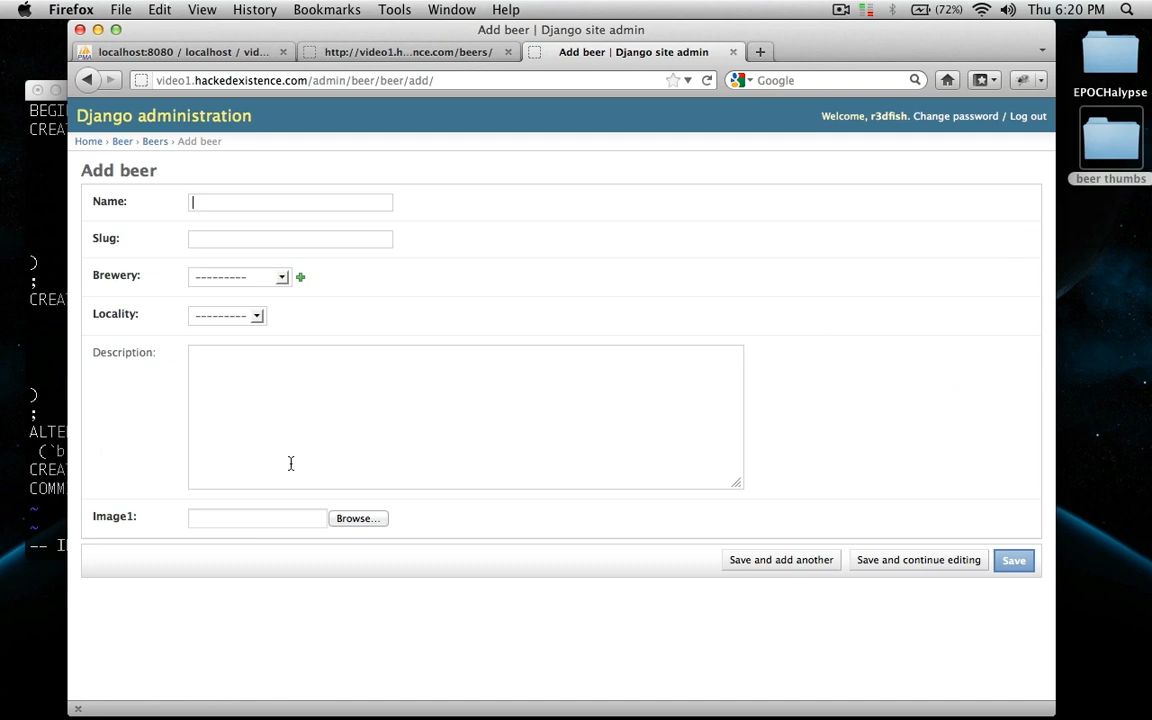 Firefox File Edit View History Bookmarks Tools Window Help (72%) Thu 6:20 PM
Add beer | Django site admin
localhost:8080 / localhost / vid...
http://video1.h...nce.com/beers/
Add beer | Django site admin
video1.hackedexistence.com/admin/beer/beer/add/
Google
EPOCHalypse
beer thumbs
Django administration
Welcome, r3dfish. Change password / Log out
Home › Beer › Beers › Add beer
Add beer
Name:
Slug:
Brewery: ---------
Locality: ---------
Description:
Image1: Browse...
Save and add another Save and continue editing Save
CREA
)
;
CREA
)
;
ALTE
(`b
CREA
COMM
~
~